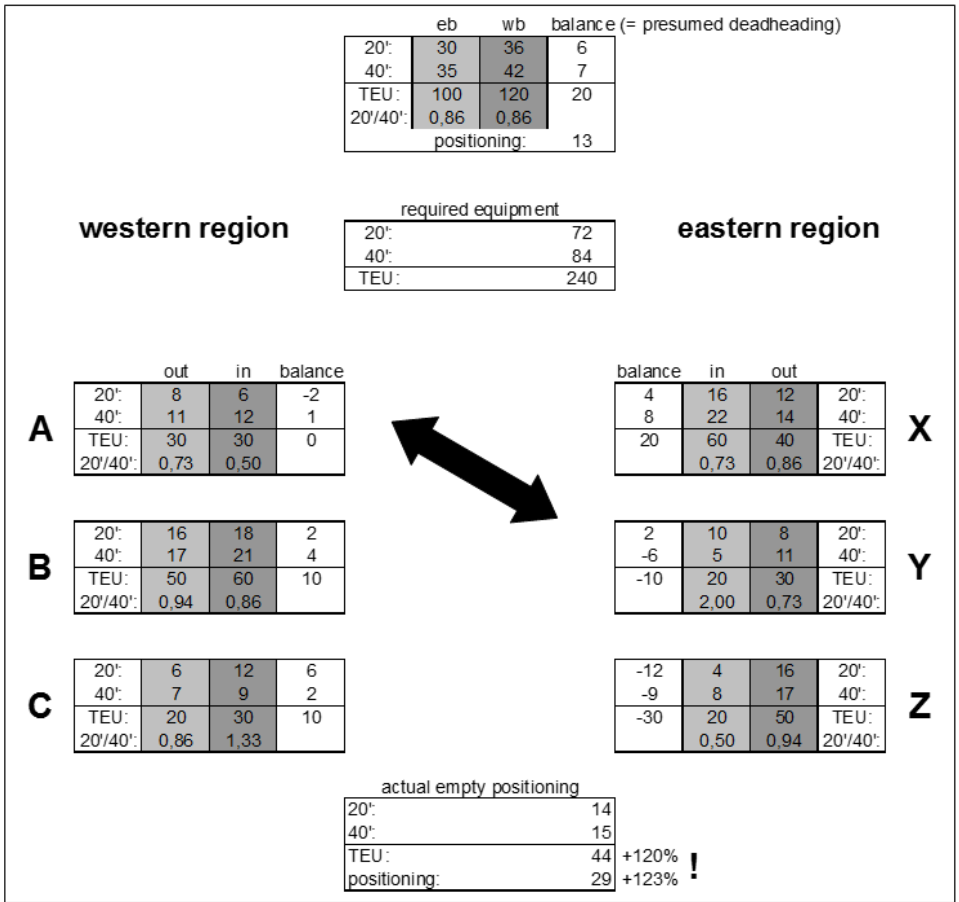 eb wb balance (= presumed deadheading)
20': 30 36 6
40': 35 42 7
TEU: 100 120 20
20'/40': 0,86 0,86
positioning: 13
required equipment
western region
eastern region
20': 72
40': 84
TEU: 240
out in balance
balance in out
A
20': 8 6 -2
40': 11 12 1
TEU: 30 30 0
20'/40': 0,73 0,50
4 16 12 20':
8 22 14 40':
20 60 40 TEU:
0,73 0,86 20'/40':
X
B
20': 16 18 2
40': 17 21 4
TEU: 50 60 10
20'/40': 0,94 0,86
2 10 8 20':
-6 5 11 40':
-10 20 30 TEU:
2,00 0,73 20'/40':
Y
C
20': 6 12 6
40': 7 9 2
TEU: 20 30 10
20'/40': 0,86 1,33
-12 4 16 20':
-9 8 17 40':
-30 20 50 TEU:
0,50 0,94 20'/40':
Z
actual empty positioning
20': 14
40': 15
TEU: 44 +120%
positioning: 29 +123%
!